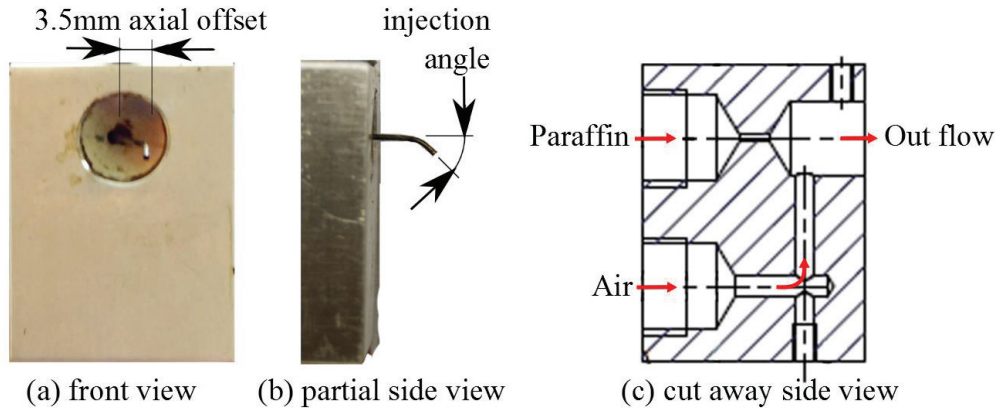 3.5mm axial offset
injection
angle
Paraffin
Out flow
Air
(a) front view
(b) partial side view
(c) cut away side view